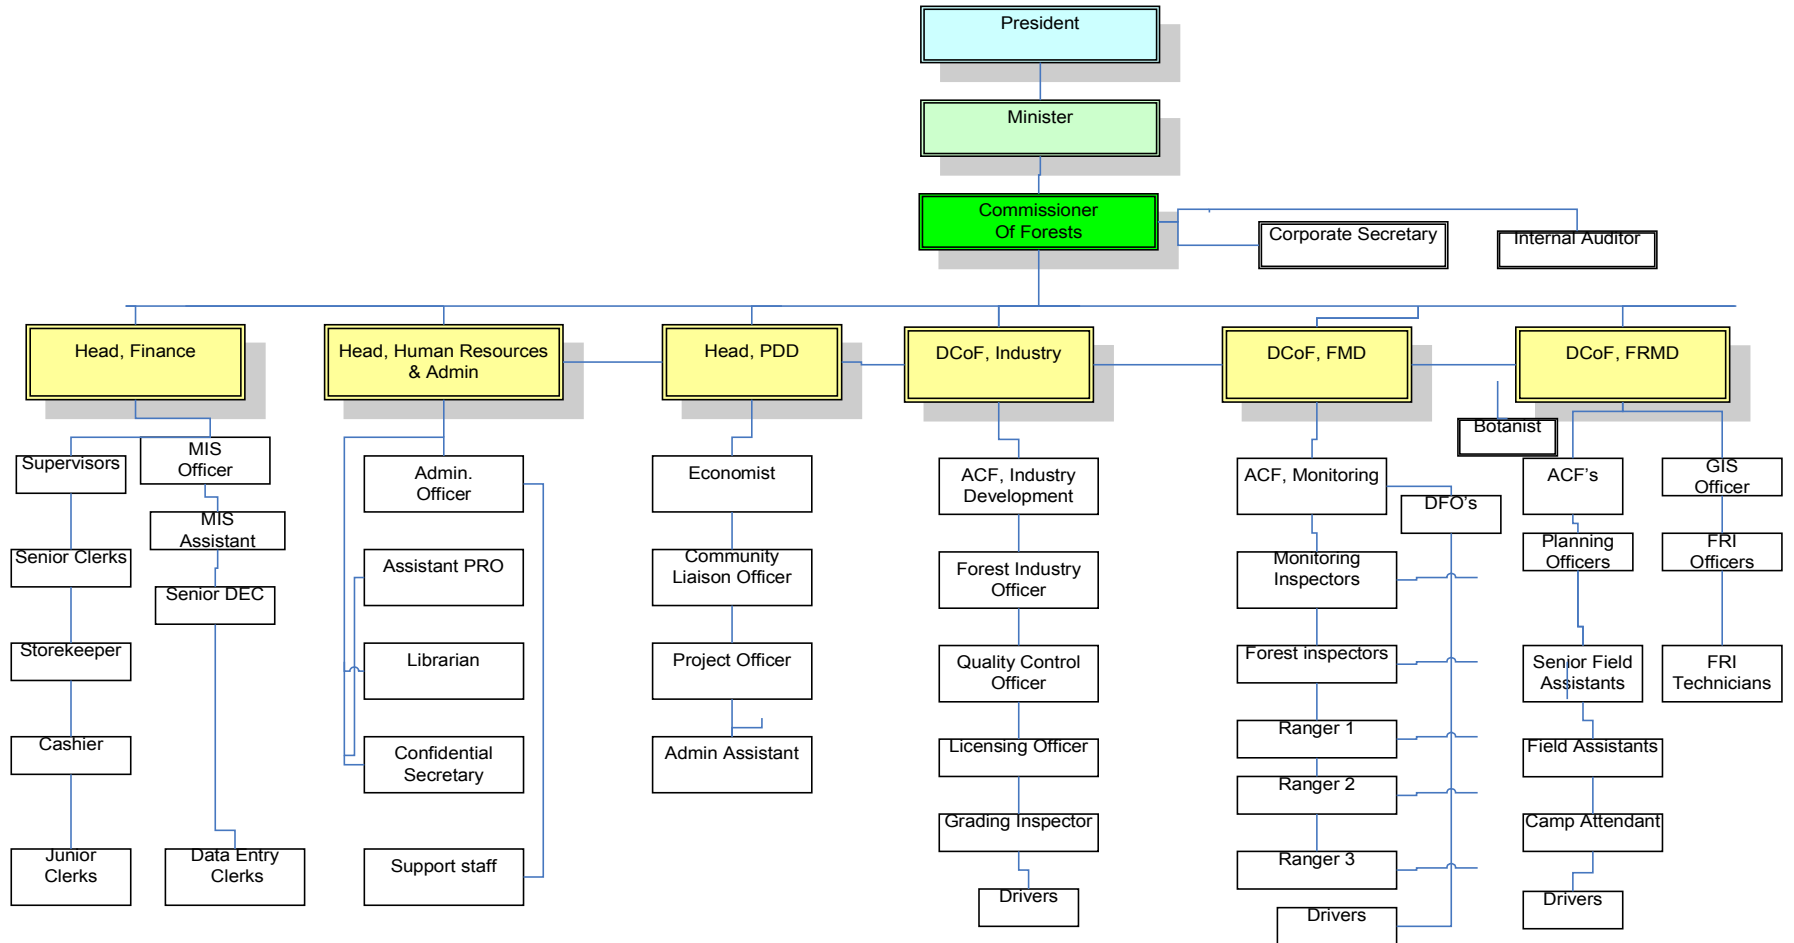 President
Minister
Commissioner
Of Forests
Corporate Secretary
Internal Auditor
Head, Finance
Head, Human Resources
& Admin
Head, PDD
DCoF, Industry
DCoF, FMD
DCoF, FRMD
Botanist
Supervisors
MIS
Officer
MIS
Assistant
Senior Clerks
Senior DEC
Storekeeper
Cashier
Junior
Clerks
Data Entry
Clerks
Admin.
Officer
Assistant PRO
Librarian
Confidential
Secretary
Support staff
Economist
Community
Liaison Officer
Project Officer
Admin Assistant
ACF, Industry
Development
Forest Industry
Officer
Quality Control
Officer
Licensing Officer
Grading Inspector
Drivers
ACF, Monitoring
DFO's
Monitoring
Inspectors
Forest inspectors
Ranger 1
Ranger 2
Ranger 3
Drivers
ACF's
Planning
Officers
Senior Field
Assistants
Field Assistants
Camp Attendant
Drivers
GIS
Officer
FRI
Officers
FRI
Technicians